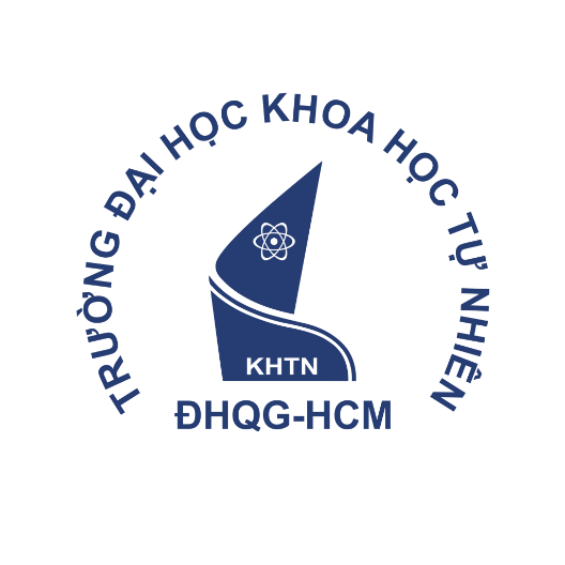 TRƯỜNG ĐẠI HỌC KHOA HỌC TỰ NHIÊN
KHTN
ĐHQG-HCM